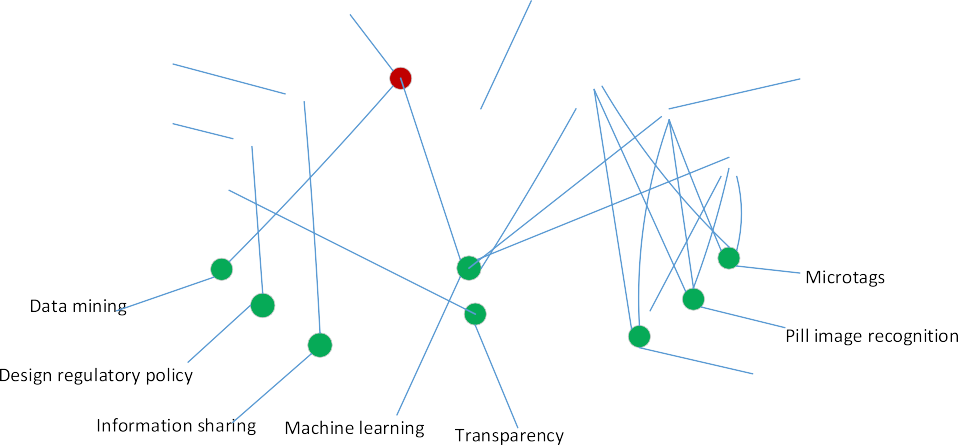 Microtags
Data mining
Pill image recognition
Design regulatory policy
Information sharing
Machine learning
Transparency